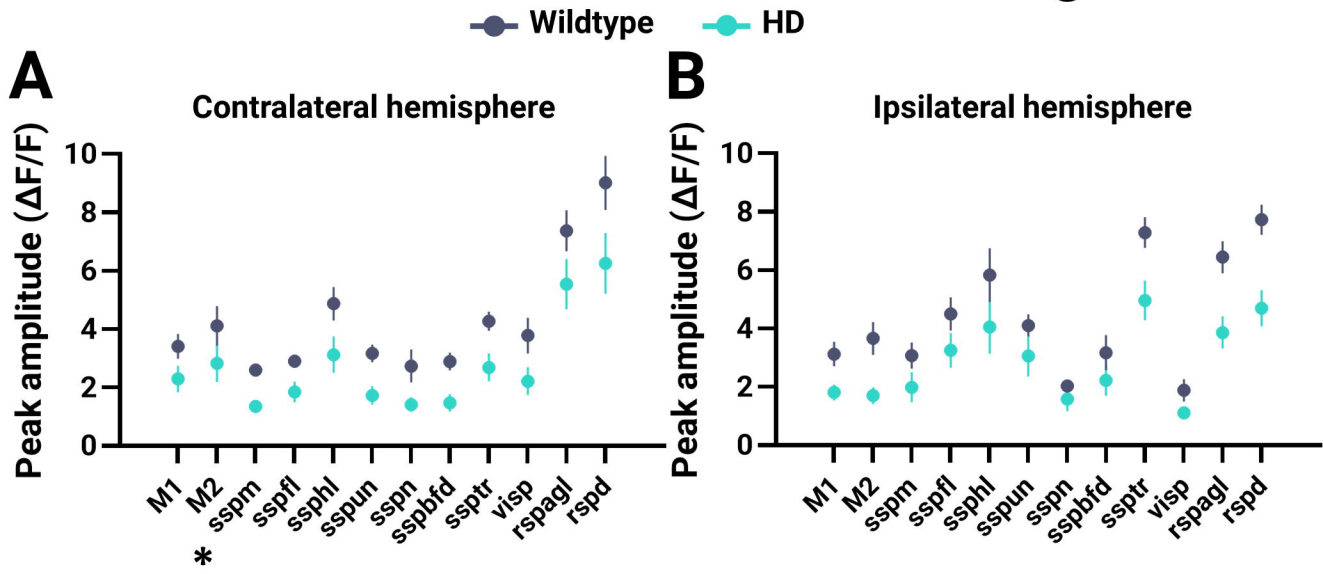 Wildtype HD
A B
Contralateral hemisphere Ipsilateral hemisphere
Peak amplitude (ΔF/F)
10
8
6
4
2
0
M1 M2 sspm sspfl ssphl sspun sspn sspbfd ssptr visp rspagl rspd
*
Peak amplitude (ΔF/F)
10
8
6
4
2
0
M1 M2 sspm sspfl ssphl sspun sspn sspbfd ssptr visp rspagl rspd